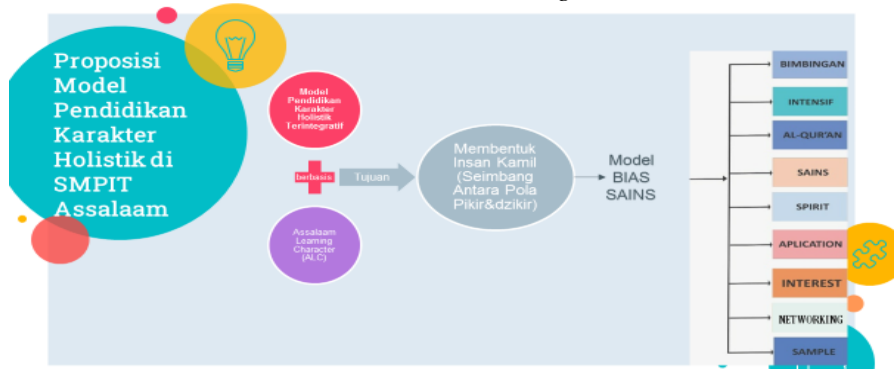 Proposisi
Model
Pendidikan
Karakter
Holistik di
SMPIT
Assalaam
Model
Pendidikan
Karakter
Holistik
Terintegratif
berbasis
Assalaam
Learning
Character
(ALC)
Tujuan
Membentuk
Insan Kamil
(Seimbang
Antara Pola
Pikir&dzikir)
Model
BIAS
SAINS
BIMBINGAN
INTENSIF
AL-QUR'AN
SAINS
SPIRIT
APLICATION
INTEREST
NETWORKING
SAMPLE